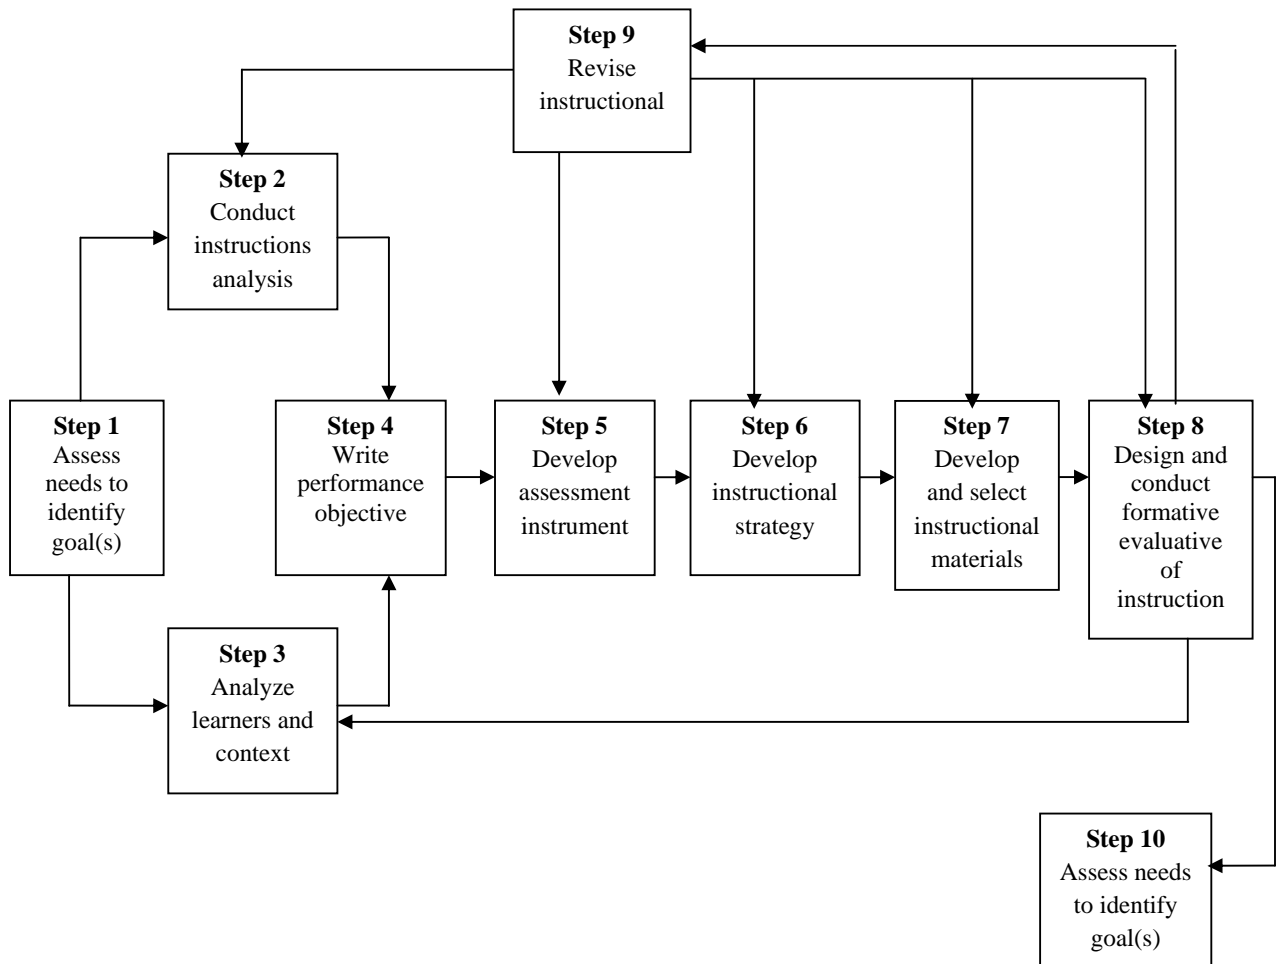 Step 9
Revise
instructional
Step 2
Conduct
instructions
analysis
Step 1
Assess
needs to
identify
goal(s)
Step 4
Write
performance
objective
Step 5
Develop
assessment
instrument
Step 6
Develop
instructional
strategy
Step 7
Develop
and select
instructional
materials
Step 8
Design and
conduct
formative
evaluative
of
instruction
Step 3
Analyze
learners and
context
Step 10
Assess needs
to identify
goal(s)